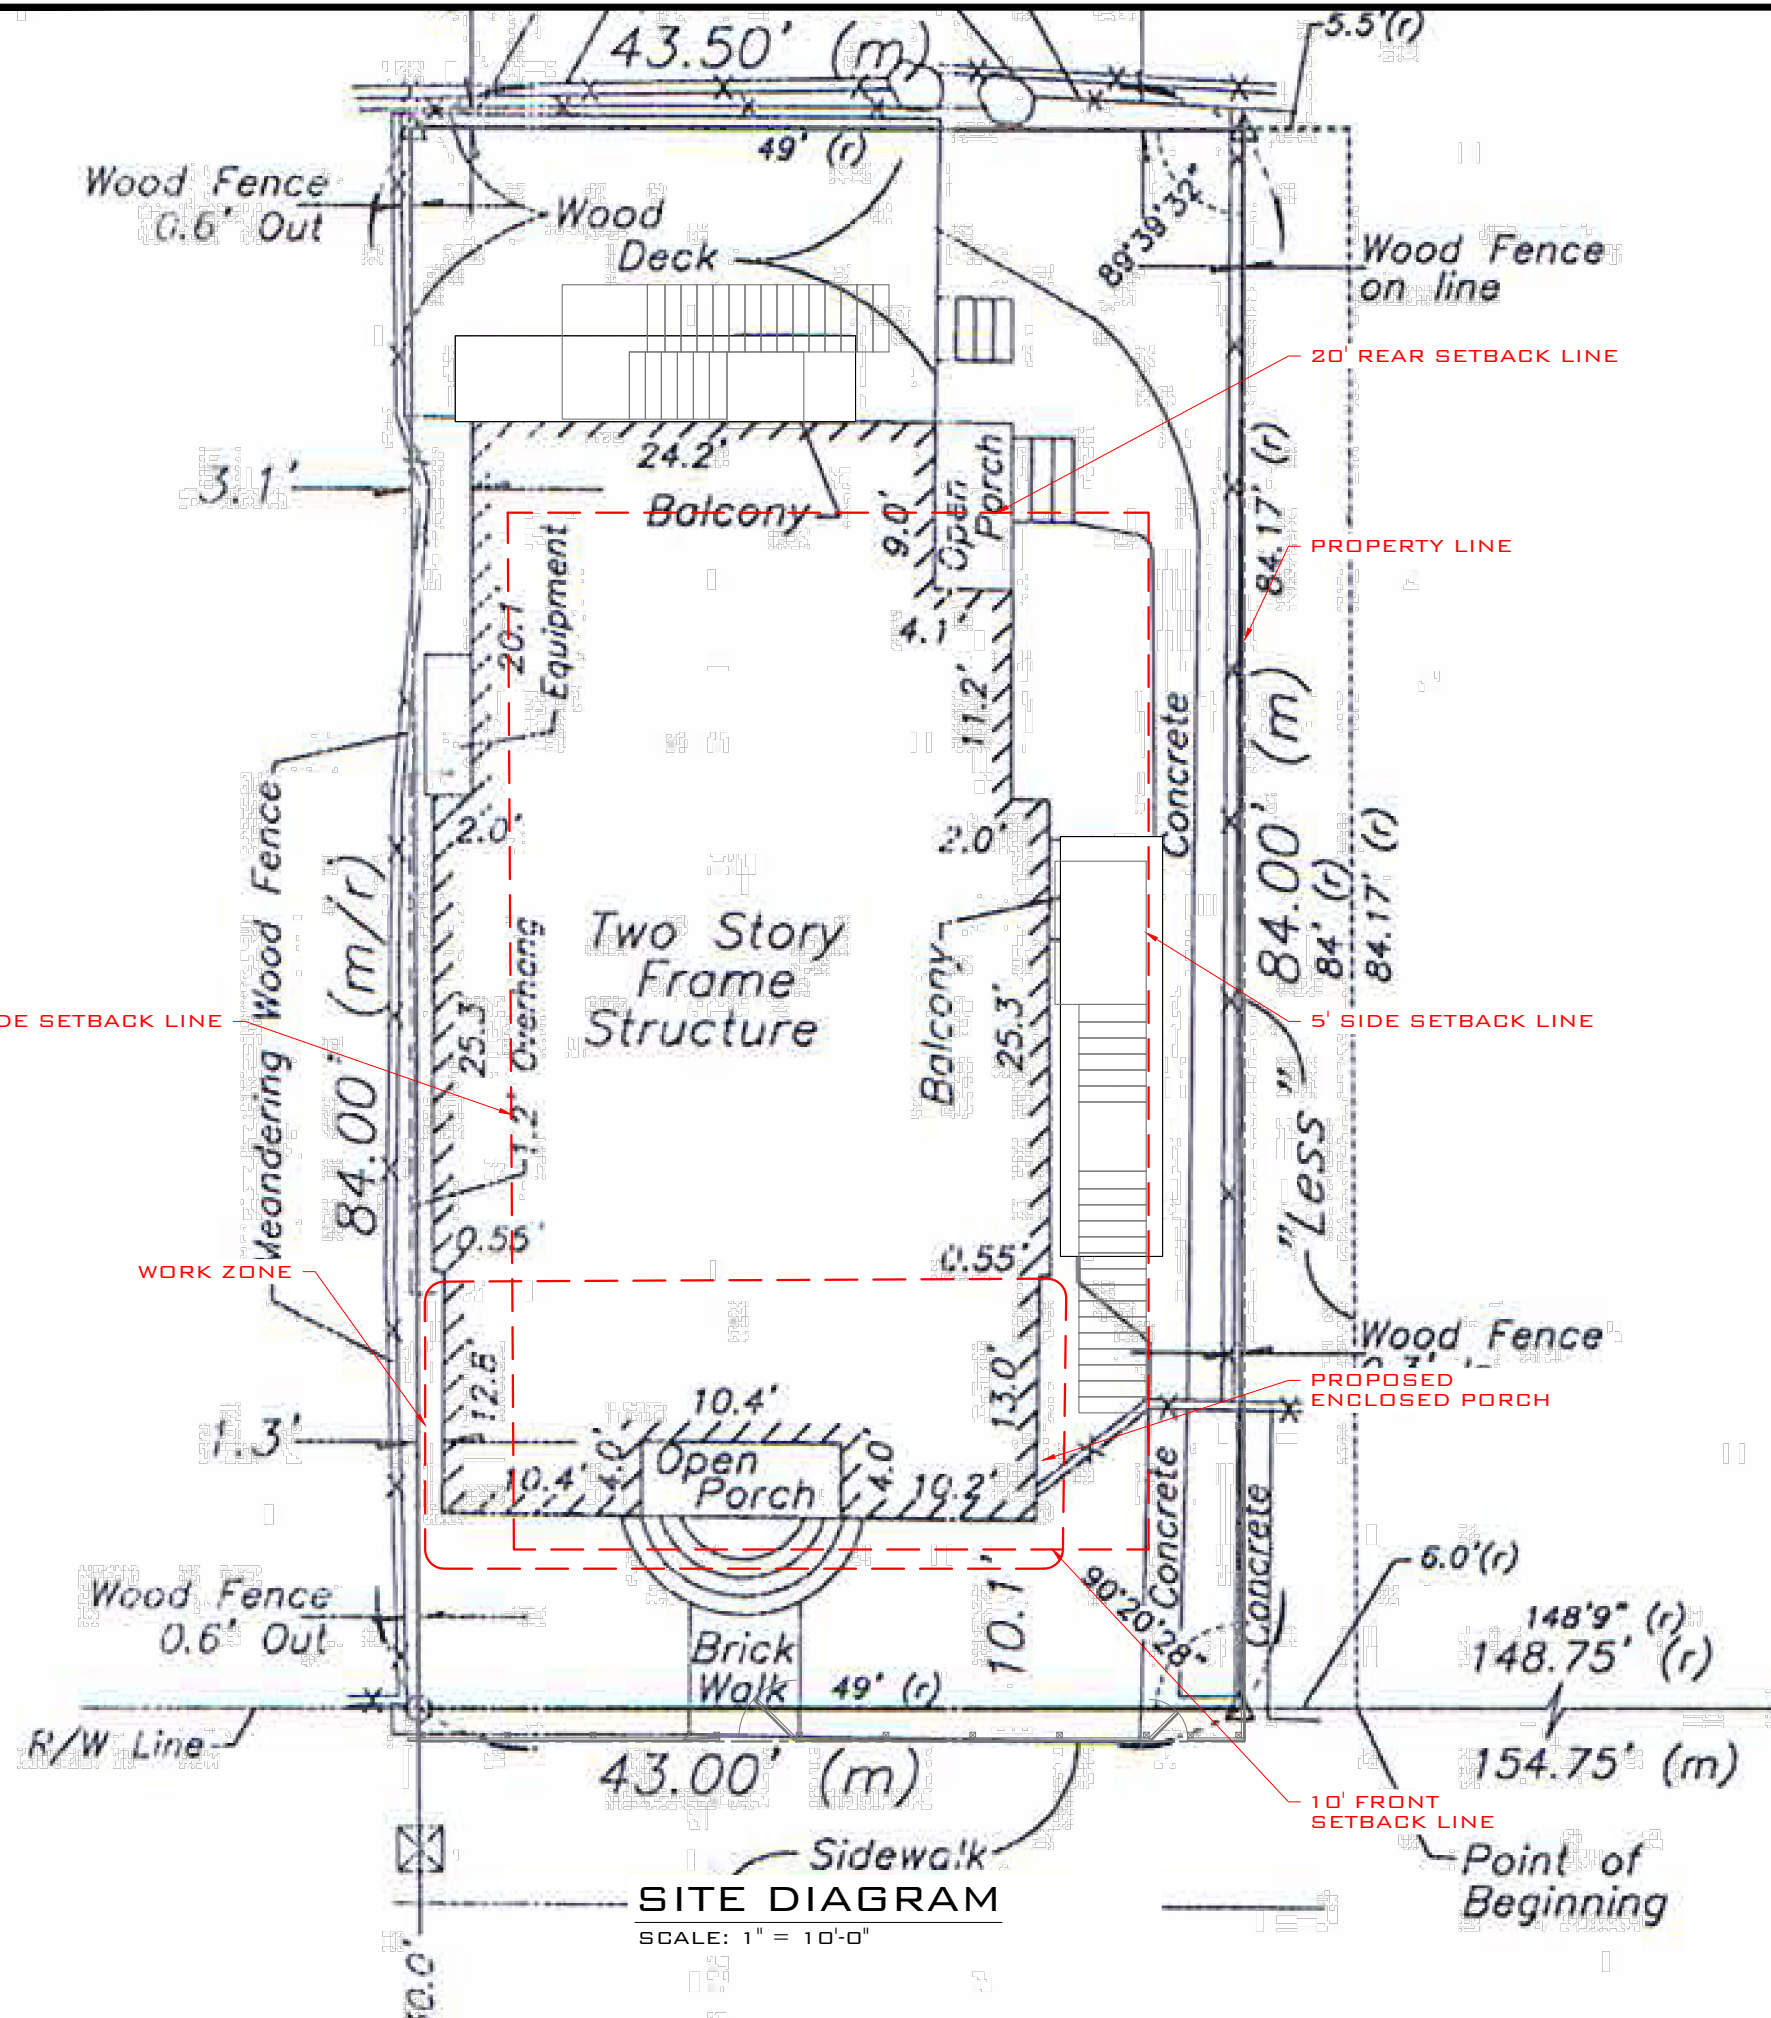 43.50' (m)
5.5'(r)
49' (r)
Wood Fence
0.6' Out
Wood
Deck
89°39'32"
Wood Fence
on line
20' REAR SETBACK LINE
24.2'
3.1'
Balcony
9.0'
Open
Porch
84.17' (r)
PROPERTY LINE
20.1
Equipment
4.1'
11.2'
Concrete
84.00' (m)
84' (r)
84.17' (r)
2.0'
2.0'
Meandering Wood Fence
84.00' (m/r)
Two Story
Frame
Structure
Balcony
25.3'
1.2' Overhang
25.3'
DE SETBACK LINE
5' SIDE SETBACK LINE
"Less"
0.55'
0.55'
WORK ZONE
Wood Fence
PROPOSED
ENCLOSED PORCH
12.8'
13.0'
10.4'
1.3'
10.4'
4.0'
Open
Porch
4.0'
10.2'
Concrete
Concrete
6.0'(r)
Wood Fence
0.6' Out
10.1'
90°20'28"
148'9" (r)
148.75' (r)
Brick
Walk
49' (r)
R/W Line
43.00' (m)
154.75' (m)
10' FRONT
SETBACK LINE
Sidewalk
Point of
Beginning
SITE DIAGRAM
SCALE: 1" = 10'-0"